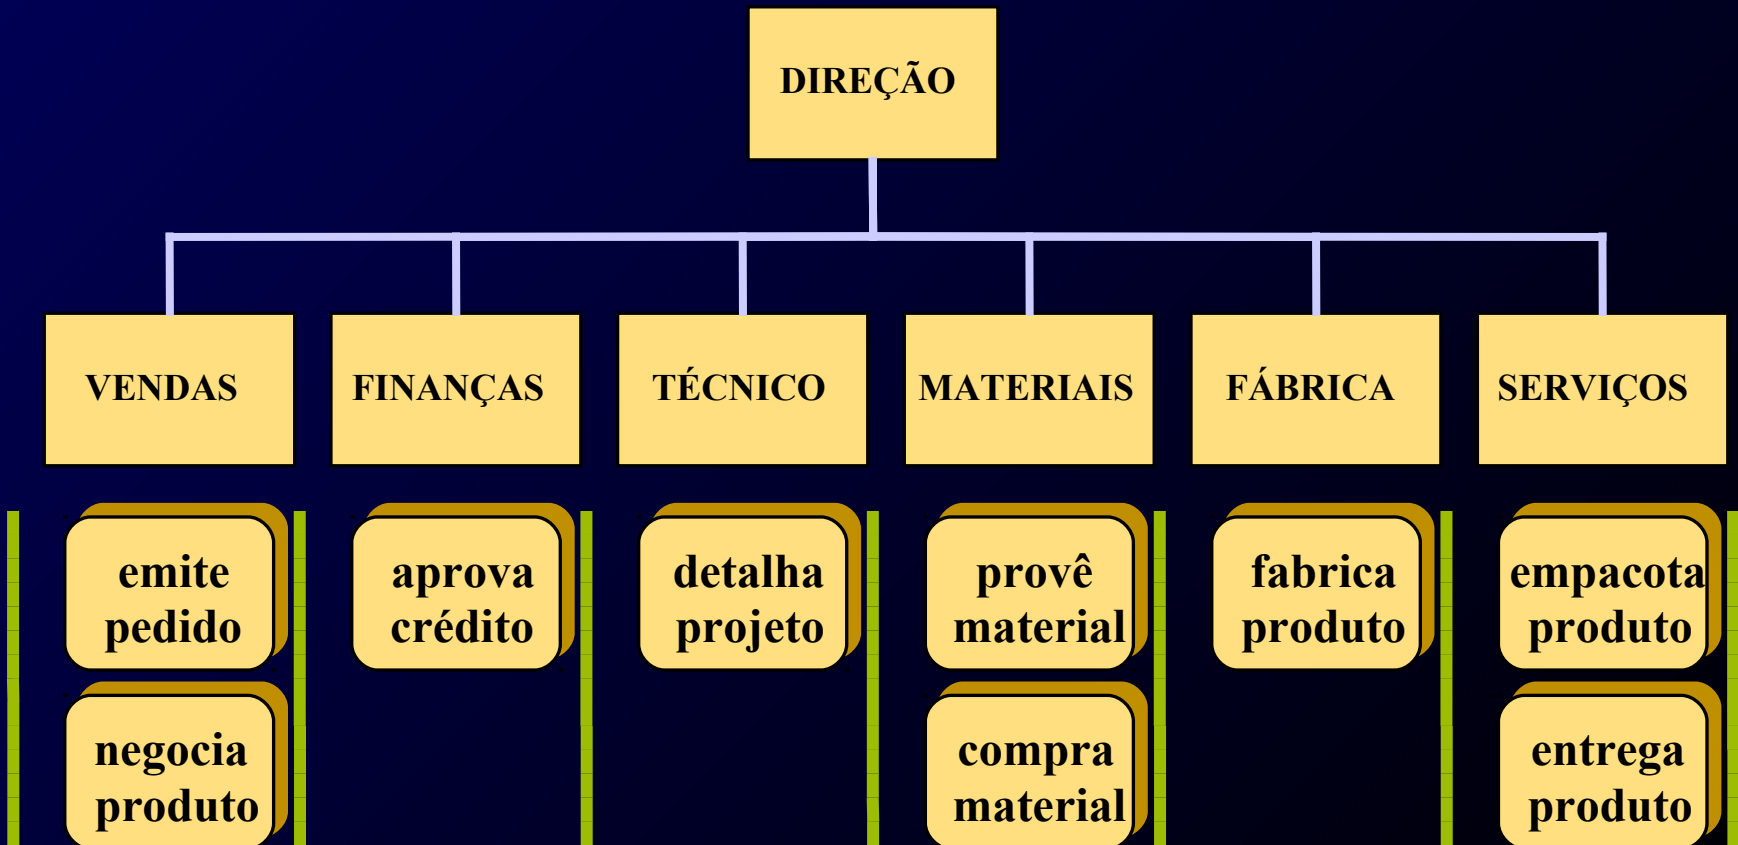 DIREÇÃO
VENDAS
FINANÇAS
TÉCNICO
MATERIAIS
FÁBRICA
SERVIÇOS
emite
pedido
aprova
crédito
detalha
projeto
provê
material
fabrica
produto
empacota
produto
negocia
produto
compra
material
entrega
produto